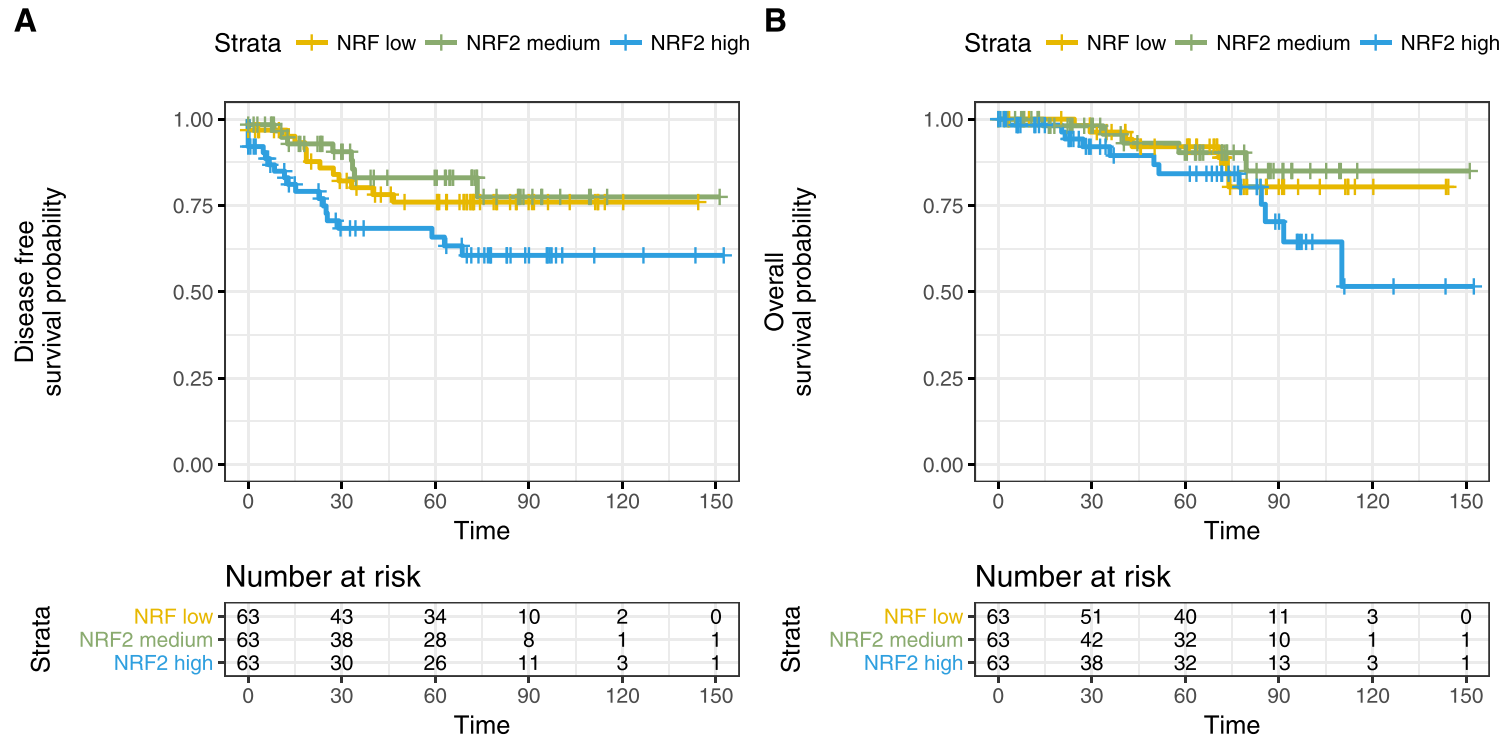 A
Strata NRF low NRF2 medium NRF2 high
Disease free
survival probability
1.00
0.75
0.50
0.25
0.00
0 30 60 90 120 150
Time
Number at risk
Strata
NRF low 63 43 34 10 2 0
NRF2 medium 63 38 28 8 1 1
NRF2 high 63 30 26 11 3 1
0 30 60 90 120 150
Time
B
Strata NRF low NRF2 medium NRF2 high
Overall
survival probability
1.00
0.75
0.50
0.25
0.00
0 30 60 90 120 150
Time
Number at risk
Strata
NRF low 63 51 40 11 3 0
NRF2 medium 63 42 32 10 1 1
NRF2 high 63 38 32 13 3 1
0 30 60 90 120 150
Time